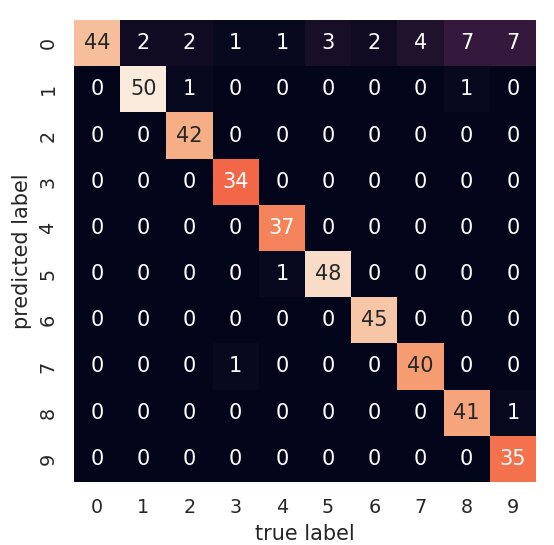 0 44 2 2 1 1 3 2 4 7 7
1 0 50 1 0 0 0 0 0 1 0
2 0 0 42 0 0 0 0 0 0 0
3 0 0 0 34 0 0 0 0 0 0
4 0 0 0 0 37 0 0 0 0 0
5 0 0 0 0 1 48 0 0 0 0
6 0 0 0 0 0 0 45 0 0 0
7 0 0 0 1 0 0 0 40 0 0
8 0 0 0 0 0 0 0 0 41 1
9 0 0 0 0 0 0 0 0 0 35
0 1 2 3 4 5 6 7 8 9
true label
predicted label